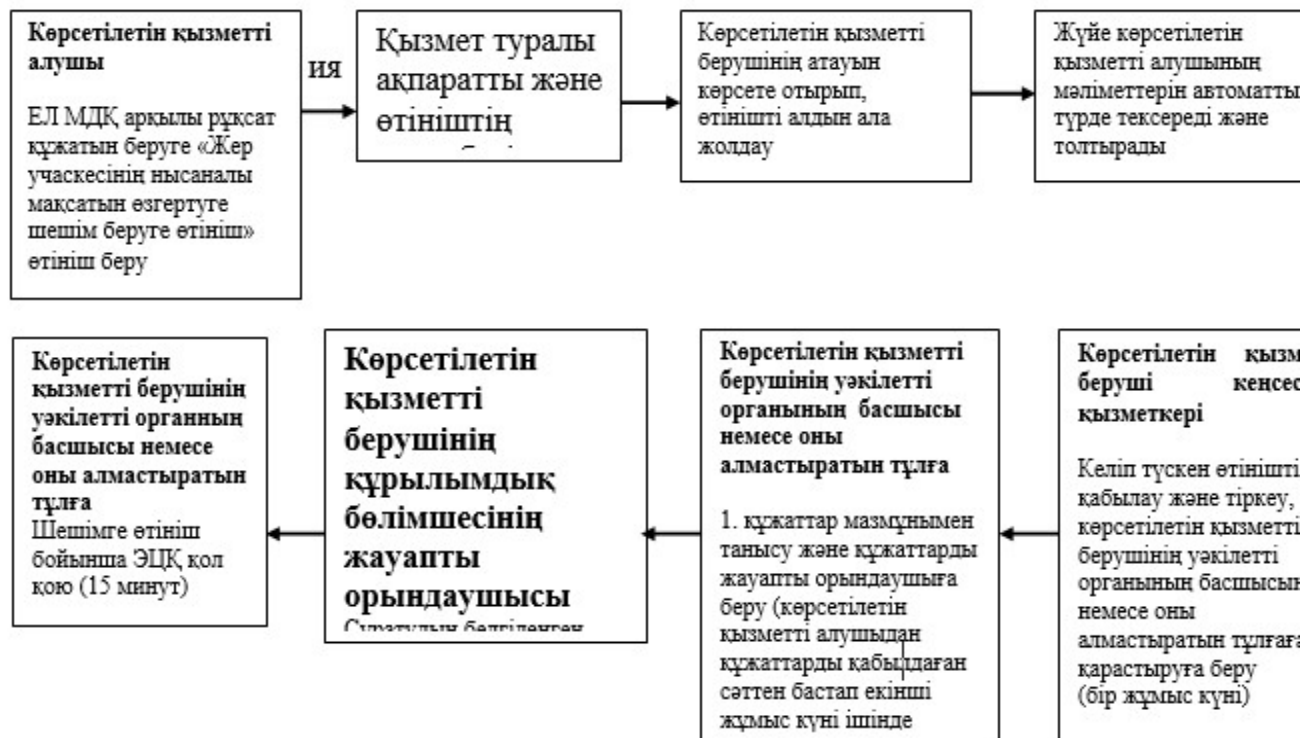 Көрсетілетін қызметті
алушы
ЕЛ МДҚ арқылы рұқсат
құжатын беруге «Жер
учаскесінің нысаналы
мақсатын өзгертуге
шешім беруге өтініш»
өтініш беру
ия
Қызмет туралы
ақпаратты және
өтініштің
Көрсетілетін қызметті
берушінің атауын
көрсете отырып,
өтінішті алдын ала
жолдау
Жүйе көрсетілетін
қызметті алушының
мәліметтерін автоматты
түрде тексереді және
толтырады
Көрсетілетін
қызметті берушінің
уәкілетті органның
басшысы немесе
оны алмастыратын
тұлға
Шешімге өтініш
бойынша ЭЦҚ қол
қою (15 минут)
Көрсетілетін
қызметті
берушінің
құрылымдық
бөлімшесінің
жауапты
орындаушысы
Сұратудың белгіленген
Көрсетілетін қызметті
берушінің уәкілетті
органының басшысы
немесе оны
алмастыратын тұлға
1. құжаттар мазмұнымен
танысу және құжаттарды
жауапты орындаушыға
беру (көрсетілетін
қызметті алушыдан
құжаттарды қабылдаған
сәттен бастап екінші
жұмыс күні ішінде
Көрсетілетін қызм
беруші кеңсес
қызметкері
Келіп түскен өтінішті
қабылау және тіркеу,
көрсетілетін қызметті
берушінің уәкілетті
органының басшысын
немесе оны
алмастыратын тұлғаға
қарастыруға беру
(бір жұмыс күні)